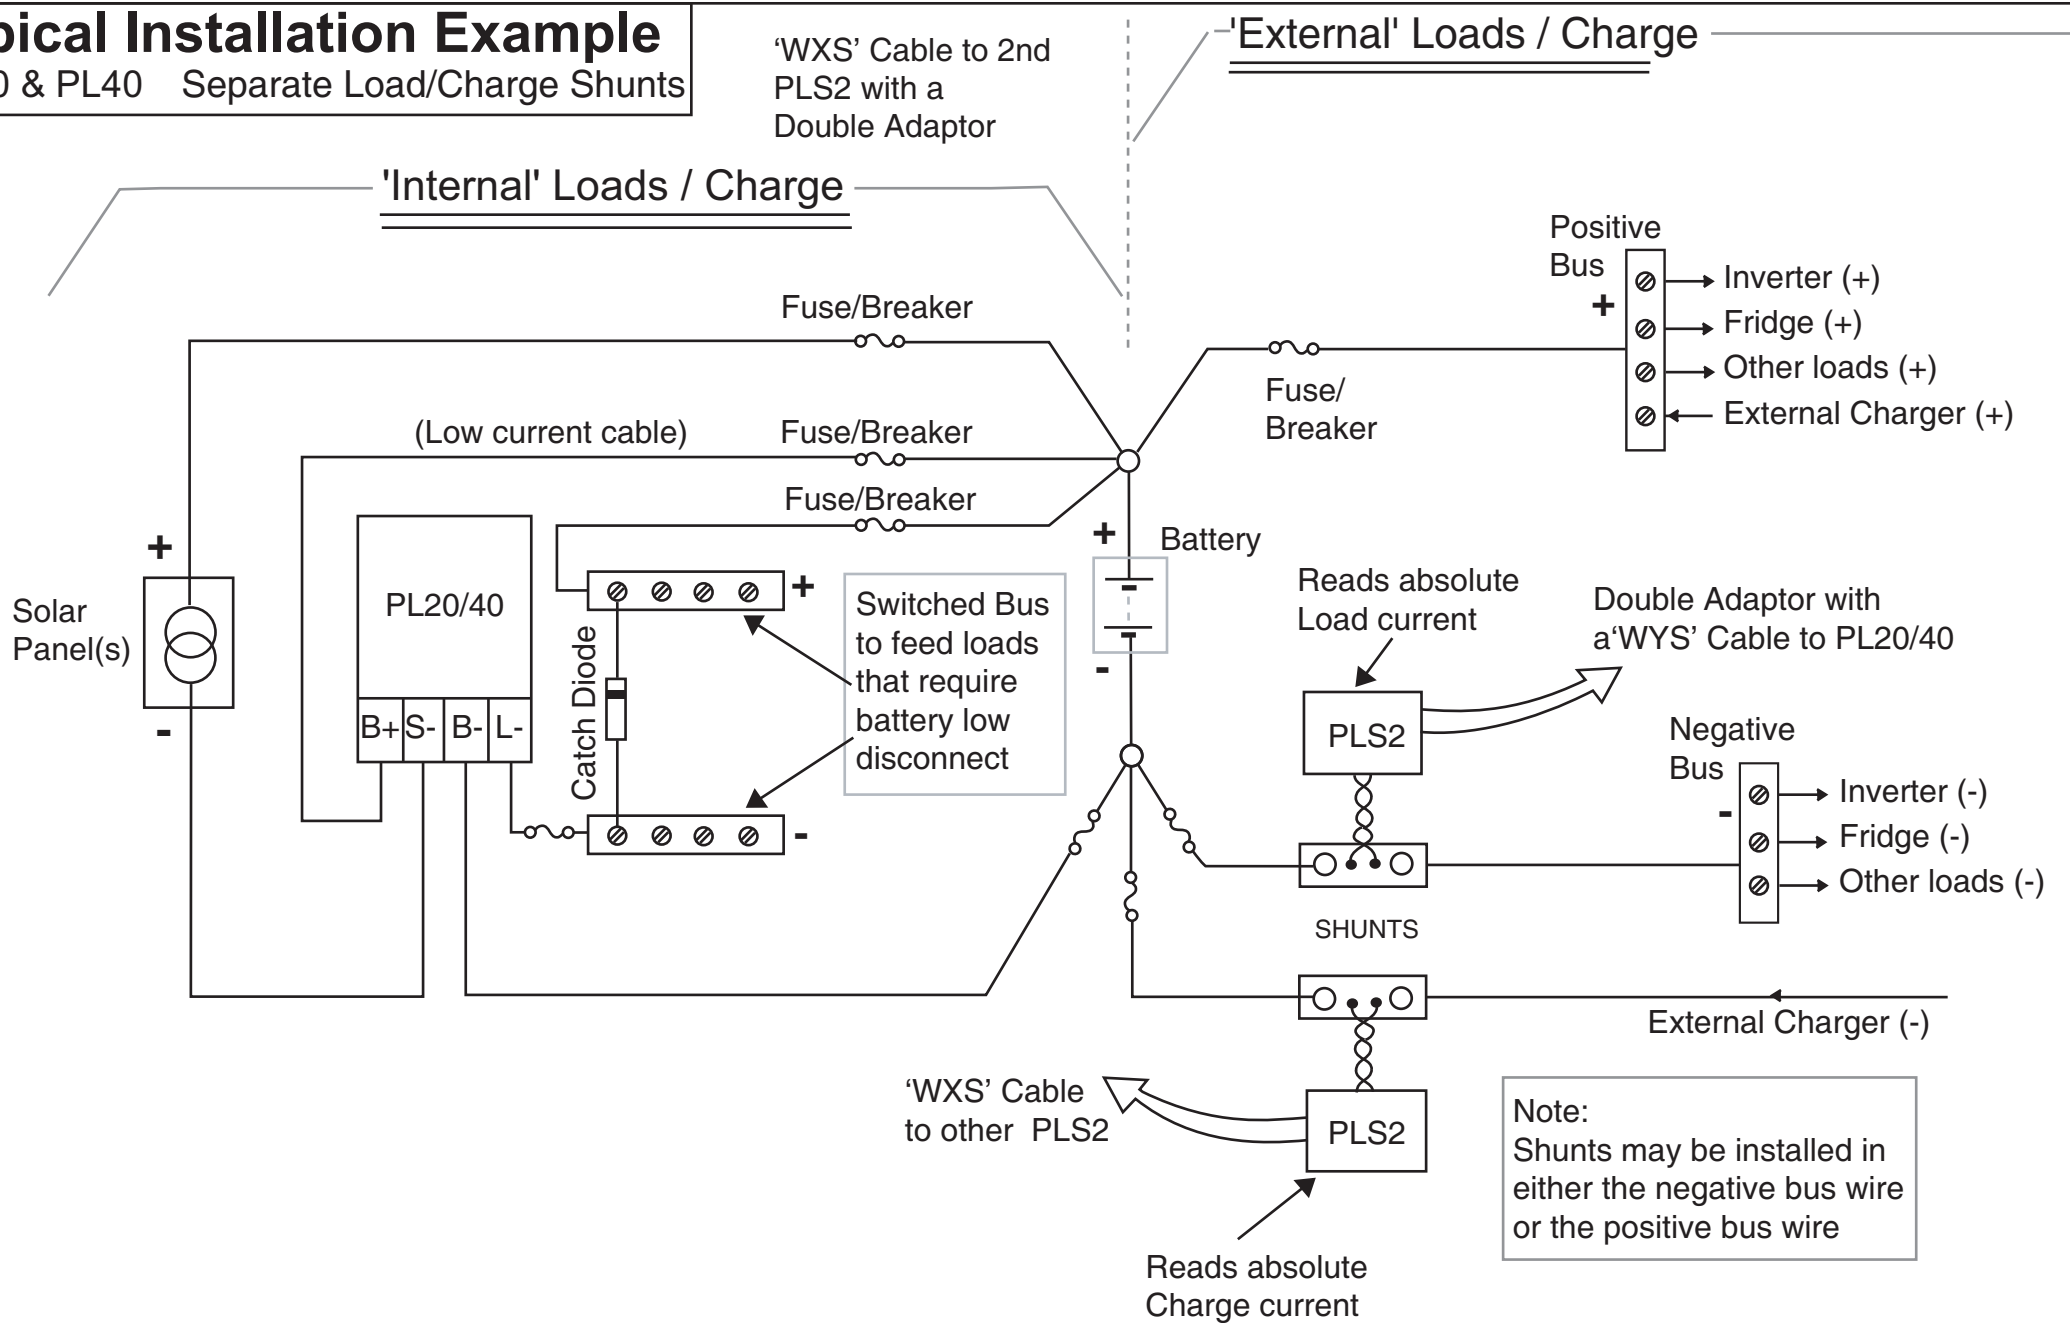 pical Installation Example
0 & PL40 Separate Load/Charge Shunts
‘WXS’ Cable to 2nd
PLS2 with a
Double Adaptor
'External' Loads / Charge
'Internal' Loads / Charge
Positive
Bus
+
Inverter (+)
Fridge (+)
Other loads (+)
External Charger (+)
Fuse/Breaker
Fuse/
Breaker
(Low current cable)
Fuse/Breaker
Fuse/Breaker
+
Solar
Panel(s)
-
PL20/40
B+ S- B- L-
Catch Diode
+
-
Switched Bus
to feed loads
that require
battery low
disconnect
+
Battery
-
Reads absolute
Load current
PLS2
Double Adaptor with
a‘WYS’ Cable to PL20/40
Negative
Bus
-
Inverter (-)
Fridge (-)
Other loads (-)
SHUNTS
External Charger (-)
‘WXS’ Cable
to other PLS2
PLS2
Reads absolute
Charge current
Note:
Shunts may be installed in
either the negative bus wire
or the positive bus wire